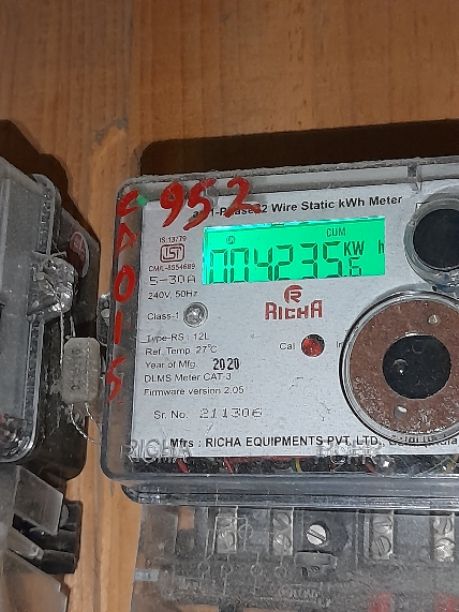 952
1-Phase 2 Wire Static kWh Meter
IS:13779
CM/L-8554689
CUM
004235.6 KW h
5-30A
240V, 50Hz
RICHA
Class-1
Cal
Type-RS : 12L
Ref. Temp. 27°C
Year of Mfg. 2020
DLMS Meter CAT-3
Firmware version 2.05
Sr. No. 211306
Mfrs : RICHA EQUIPMENTS PVT. LTD.,
RICHA